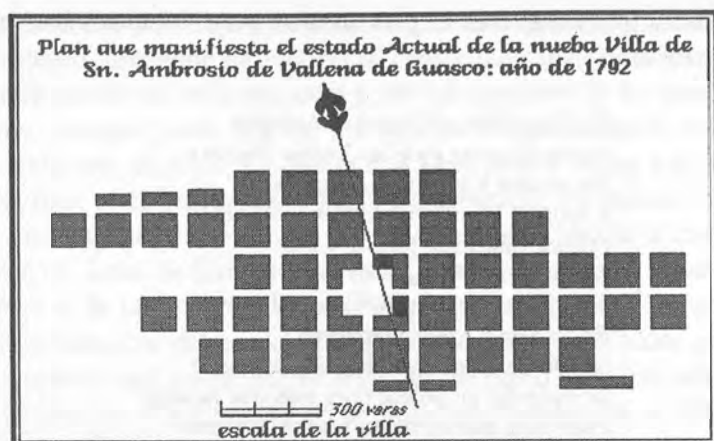 Plan aue manifiesta el estado Actual de la nueba Villa de
Sn. Ambrosio de Vallena de Guasco: año de 1792
300 varas
escala de la villa